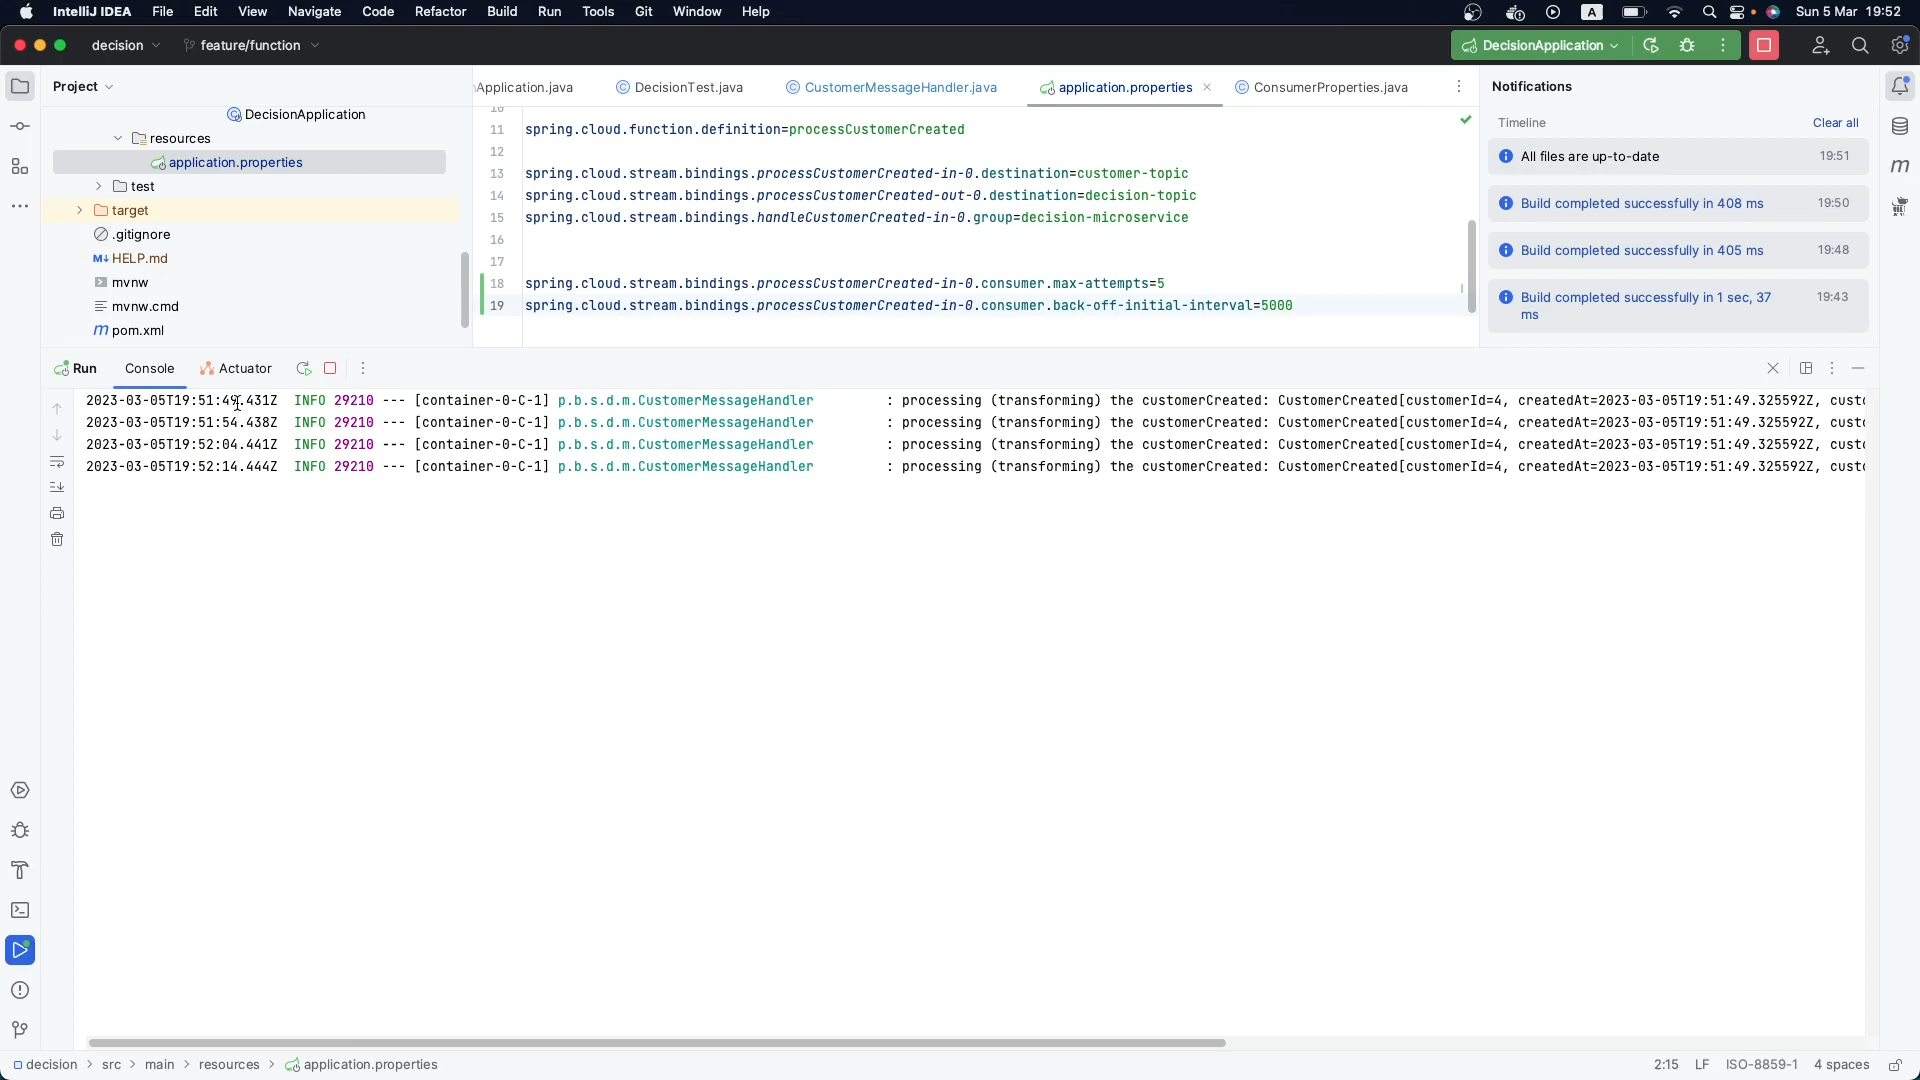 IntelliJ IDEA File Edit View Navigate Code Refactor Build Run Tools Git Window Help A Sun 5 Mar 19:52
decision feature/function DecisionApplication
Project
DecisionApplication
resources
application.properties
test
target
.gitignore
HELP.md
mvnw
mvnw.cmd
pom.xml
Application.java DecisionTest.java CustomerMessageHandler.java application.properties ConsumerProperties.java
10
11 spring.cloud.function.definition=processCustomerCreated
12
13 spring.cloud.stream.bindings.processCustomerCreated-in-0.destination=customer-topic
14 spring.cloud.stream.bindings.processCustomerCreated-out-0.destination=decision-topic
15 spring.cloud.stream.bindings.handleCustomerCreated-in-0.group=decision-microservice
16
17
18 spring.cloud.stream.bindings.processCustomerCreated-in-0.consumer.max-attempts=5
19 spring.cloud.stream.bindings.processCustomerCreated-in-0.consumer.back-off-initial-interval=5000
Notifications
Timeline Clear all
All files are up-to-date 19:51
Build completed successfully in 408 ms 19:50
Build completed successfully in 405 ms 19:48
Build completed successfully in 1 sec, 37 19:43
ms
Run Console Actuator
2023-03-05T19:51:49.431Z INFO 29210 --- [container-0-C-1] p.b.s.d.m.CustomerMessageHandler : processing (transforming) the customerCreated: CustomerCreated[customerId=4, createdAt=2023-03-05T19:51:49.325592Z, custo
2023-03-05T19:51:54.438Z INFO 29210 --- [container-0-C-1] p.b.s.d.m.CustomerMessageHandler : processing (transforming) the customerCreated: CustomerCreated[customerId=4, createdAt=2023-03-05T19:51:49.325592Z, custo
2023-03-05T19:52:04.441Z INFO 29210 --- [container-0-C-1] p.b.s.d.m.CustomerMessageHandler : processing (transforming) the customerCreated: CustomerCreated[customerId=4, createdAt=2023-03-05T19:51:49.325592Z, custo
2023-03-05T19:52:14.444Z INFO 29210 --- [container-0-C-1] p.b.s.d.m.CustomerMessageHandler : processing (transforming) the customerCreated: CustomerCreated[customerId=4, createdAt=2023-03-05T19:51:49.325592Z, custo
decision > src > main > resources > application.properties 2:15 LF ISO-8859-1 4 spaces